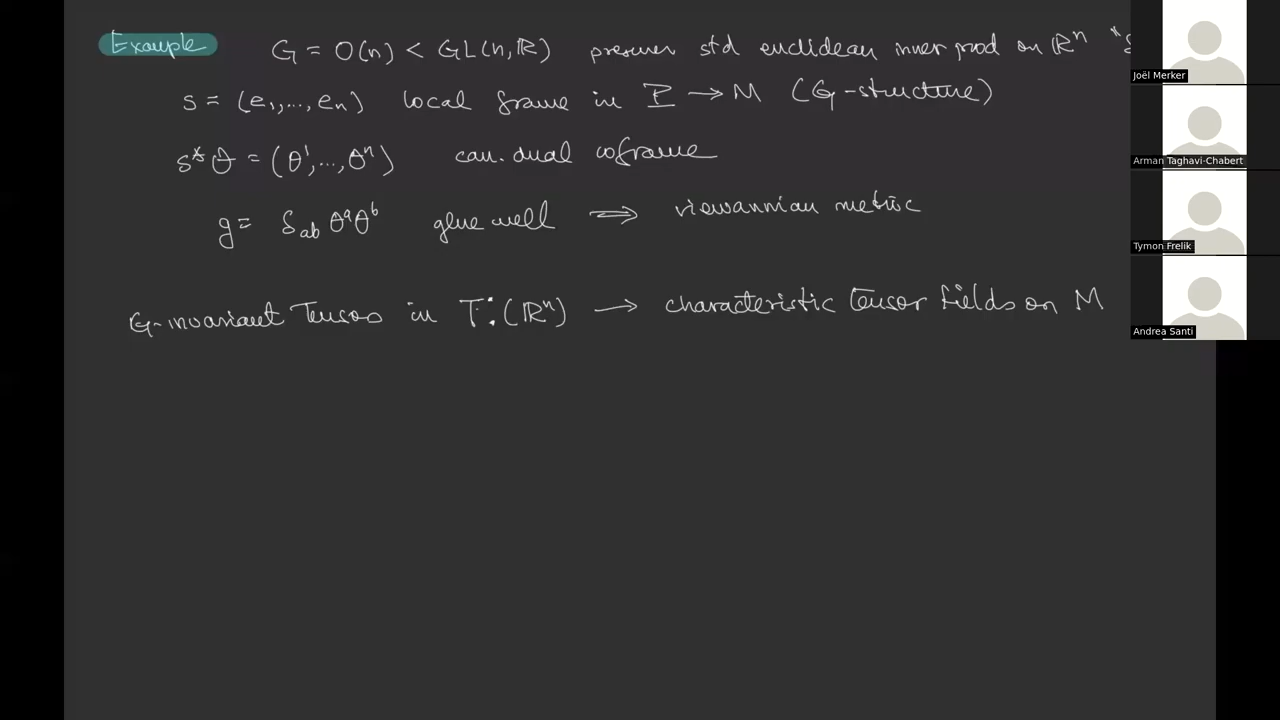 Example G = O(n) < GL(n,ℝ) preserves std euclidean inner prod on ℝⁿ
s = (e₁,...,eₙ) local frame in P → M (G-structure)
s*θ = (θ¹,...,θⁿ) can. dual coframe
g = δ_ab θᵃθᵇ glue well ⟹ riemannian metric
G-invariant Tensors in T:(ℝⁿ) → characteristic tensor fields on M
Joël Merker
Arman Taghavi-Chabert
Tymon Frelik
Andrea Santi